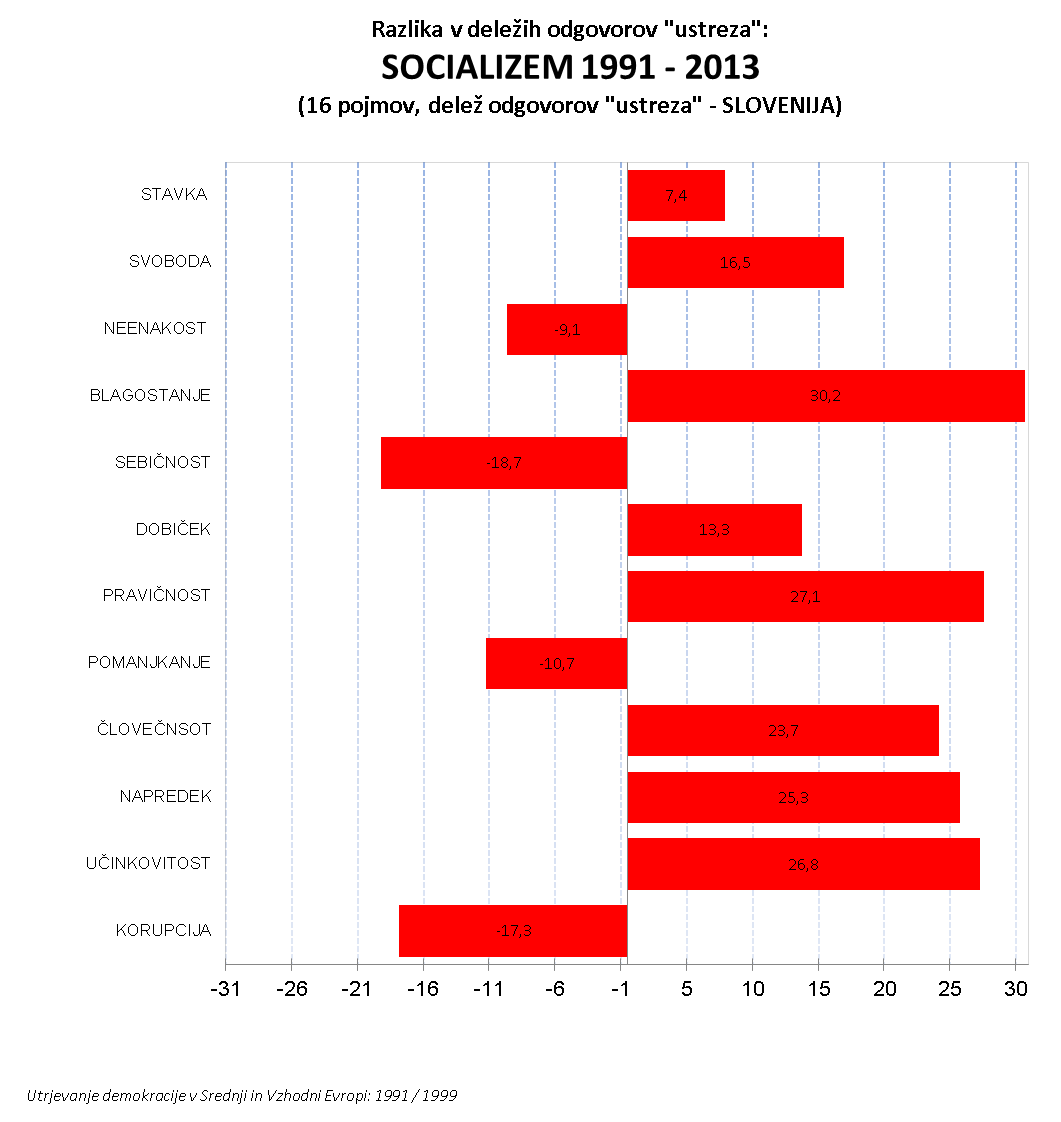 Razlika v deležih odgovorov "ustreza":
SOCIALIZEM 1991 - 2013
(16 pojmov, delež odgovorov "ustreza" - SLOVENIJA)
STAVKA
7,4
SVOBODA
16,5
NEENAKOST
-9,1
BLAGOSTANJE
30,2
SEBIČNOST
-18,7
DOBIČEK
13,3
PRAVIČNOST
27,1
POMANJKANJE
-10,7
ČLOVEČNSOT
23,7
NAPREDEK
25,3
UČINKOVITOST
26,8
KORUPCIJA
-17,3
-31 -26 -21 -16 -11 -6 -1 5 10 15 20 25 30
Utrjevanje demokracije v Srednji in Vzhodni Evropi: 1991 / 1999